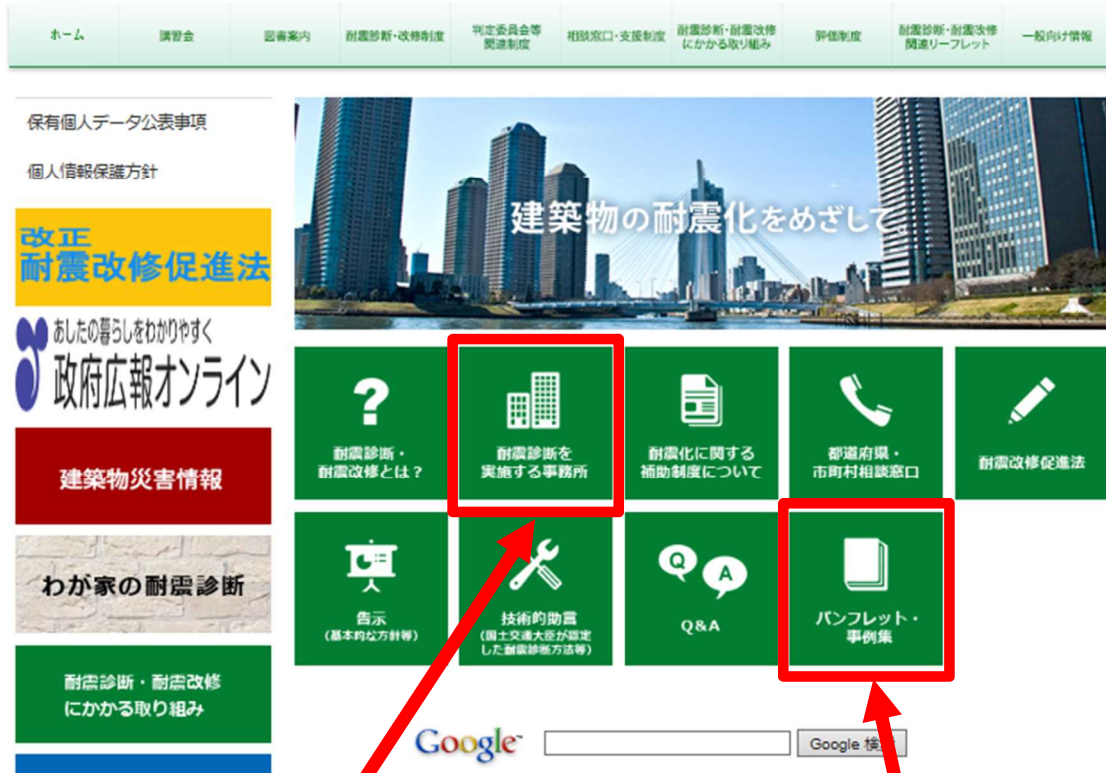 ホーム
講習会
図書案内
耐震診断・改修制度
判定委員会等
関連制度
相談窓口・支援制度
耐震診断・耐震改修
にかかる取り組み
評価制度
耐震診断・耐震改修
関連リーフレット
一般向け情報
保有個人データ公表事項
個人情報保護方針
改正
耐震改修促進法
あしたの暮らしをわかりやすく
政府広報オンライン
建築物災害情報
わが家の耐震診断
耐震診断・耐震改修
にかかる取り組み
建築物の耐震化をめざして。
耐震診断・
耐震改修とは？
耐震診断を
実施する事務所
耐震化に関する
補助制度について
都道府県・
市町村相談窓口
耐震改修促進法
告示
(基本的な方針等)
技術的助言
(国土交通大臣が認定
した耐震診断方法等)
Q A
Q&A
パンフレット・
事例集
Google
Google 検